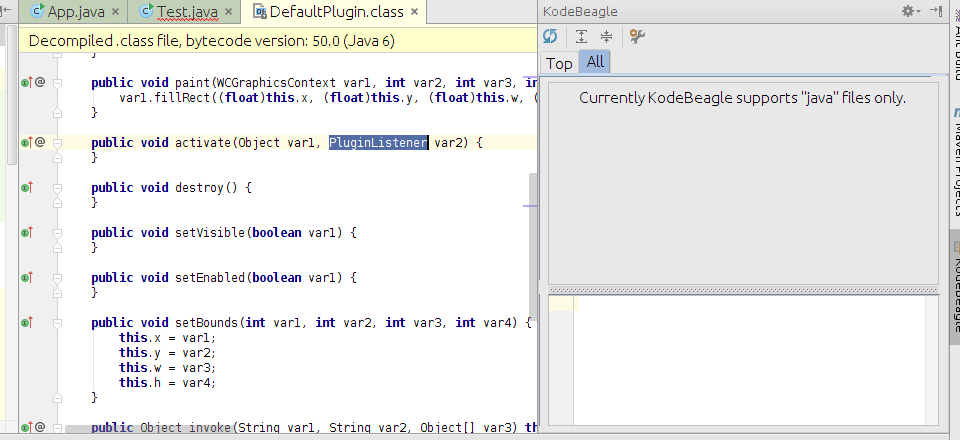 App.java × Test.java × DefaultPlugin.class ×
Decompiled .class file, bytecode version: 50.0 (Java 6)
}
public void paint(WCGraphicsContext var1, int var2, int var3,
var1.fillRect((float)this.x, (float)this.y, (float)this.w, (
}
public void activate(Object var1, PluginListener var2) {
}
public void destroy() {
}
public void setVisible(boolean var1) {
}
public void setEnabled(boolean var1) {
}
public void setBounds(int var1, int var2, int var3, int var4) {
this.x = var1;
this.y = var2;
this.w = var3;
this.h = var4;
}
public Object invoke(String var1, String var2, Object[] var3) th
KodeBeagle
Top All
Currently KodeBeagle supports "java" files only.
Ant Build
Maven Projects
KodeBeagle